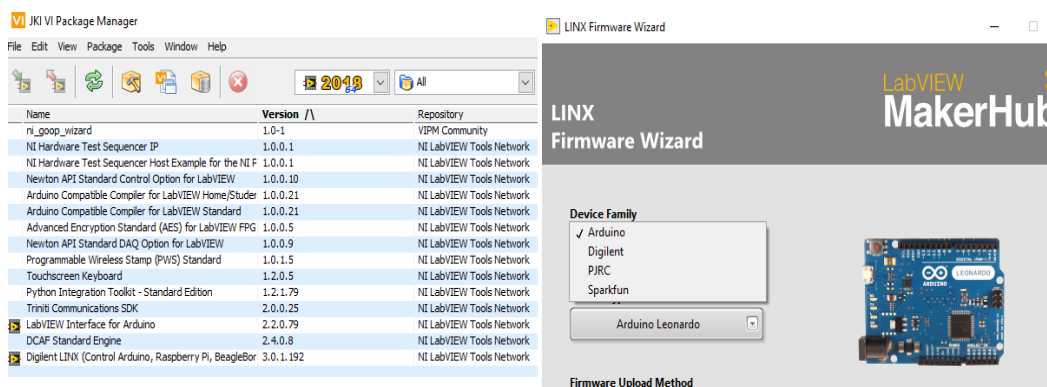 JKI VI Package Manager
File Edit View Package Tools Window Help
2018 All
Name Version /\ Repository
ni_goop_wizard 1.0-1 VIPM Community
NI Hardware Test Sequencer IP 1.0.0.1 NI LabVIEW Tools Network
NI Hardware Test Sequencer Host Example for the NI F 1.0.0.1 NI LabVIEW Tools Network
Newton API Standard Control Option for LabVIEW 1.0.0.10 NI LabVIEW Tools Network
Arduino Compatible Compiler for LabVIEW Home/Studer 1.0.0.21 NI LabVIEW Tools Network
Arduino Compatible Compiler for LabVIEW Standard 1.0.0.21 NI LabVIEW Tools Network
Advanced Encryption Standard (AES) for LabVIEW FPG 1.0.0.5 NI LabVIEW Tools Network
Newton API Standard DAQ Option for LabVIEW 1.0.0.9 NI LabVIEW Tools Network
Programmable Wireless Stamp (PWS) Standard 1.0.1.5 NI LabVIEW Tools Network
Touchscreen Keyboard 1.2.0.5 NI LabVIEW Tools Network
Python Integration Toolkit - Standard Edition 1.2.1.79 NI LabVIEW Tools Network
Triniti Communications SDK 2.0.0.25 NI LabVIEW Tools Network
LabVIEW Interface for Arduino 2.2.0.79 NI LabVIEW Tools Network
DCAF Standard Engine 2.4.0.8 NI LabVIEW Tools Network
Digilent LINX (Control Arduino, Raspberry Pi, BeagleBor 3.0.1.192 NI LabVIEW Tools Network
LINX Firmware Wizard
LabVIEW
MakerHub
LINX
Firmware Wizard
Device Family
✓ Arduino
Digilent
PJRC
Sparkfun
Arduino Leonardo
LEONARDO
ARDUINO
Firmware Upload Method